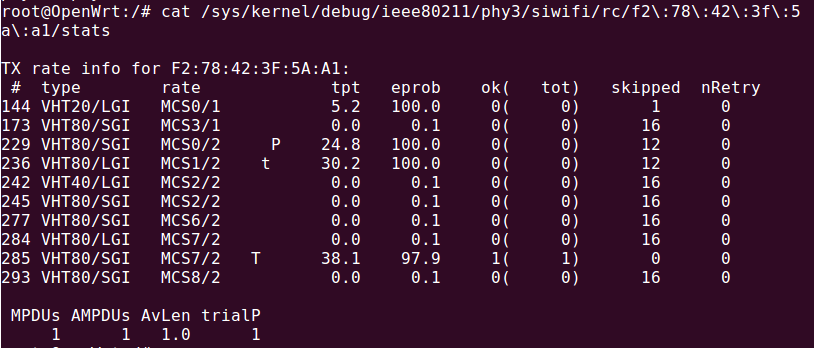 root@OpenWrt:/# cat /sys/kernel/debug/ieee80211/phy3/siwifi/rc/f2\:78\:42\:3f\:5
a\:a1/stats
TX rate info for F2:78:42:3F:5A:A1:
 #  type         rate             tpt   eprob    ok(    tot)   skipped  nRetry
144 VHT20/LGI   MCS0/1            5.2   100.0     0(      0)        1      0
173 VHT80/SGI   MCS3/1            0.0     0.1     0(      0)       16      0
229 VHT80/SGI   MCS0/2     P     24.8   100.0     0(      0)       12      0
236 VHT80/LGI   MCS1/2    t      30.2   100.0     0(      0)       12      0
242 VHT40/LGI   MCS2/2            0.0     0.1     0(      0)       16      0
245 VHT80/SGI   MCS2/2            0.0     0.1     0(      0)       16      0
277 VHT80/SGI   MCS6/2            0.0     0.1     0(      0)       16      0
284 VHT80/LGI   MCS7/2            0.0     0.1     0(      0)       16      0
285 VHT80/SGI   MCS7/2   T       38.1    97.9     1(      1)        0      0
293 VHT80/SGI   MCS8/2            0.0     0.1     0(      0)       16      0
 MPDUs AMPDUs AvLen trialP
     1      1   1.0      1